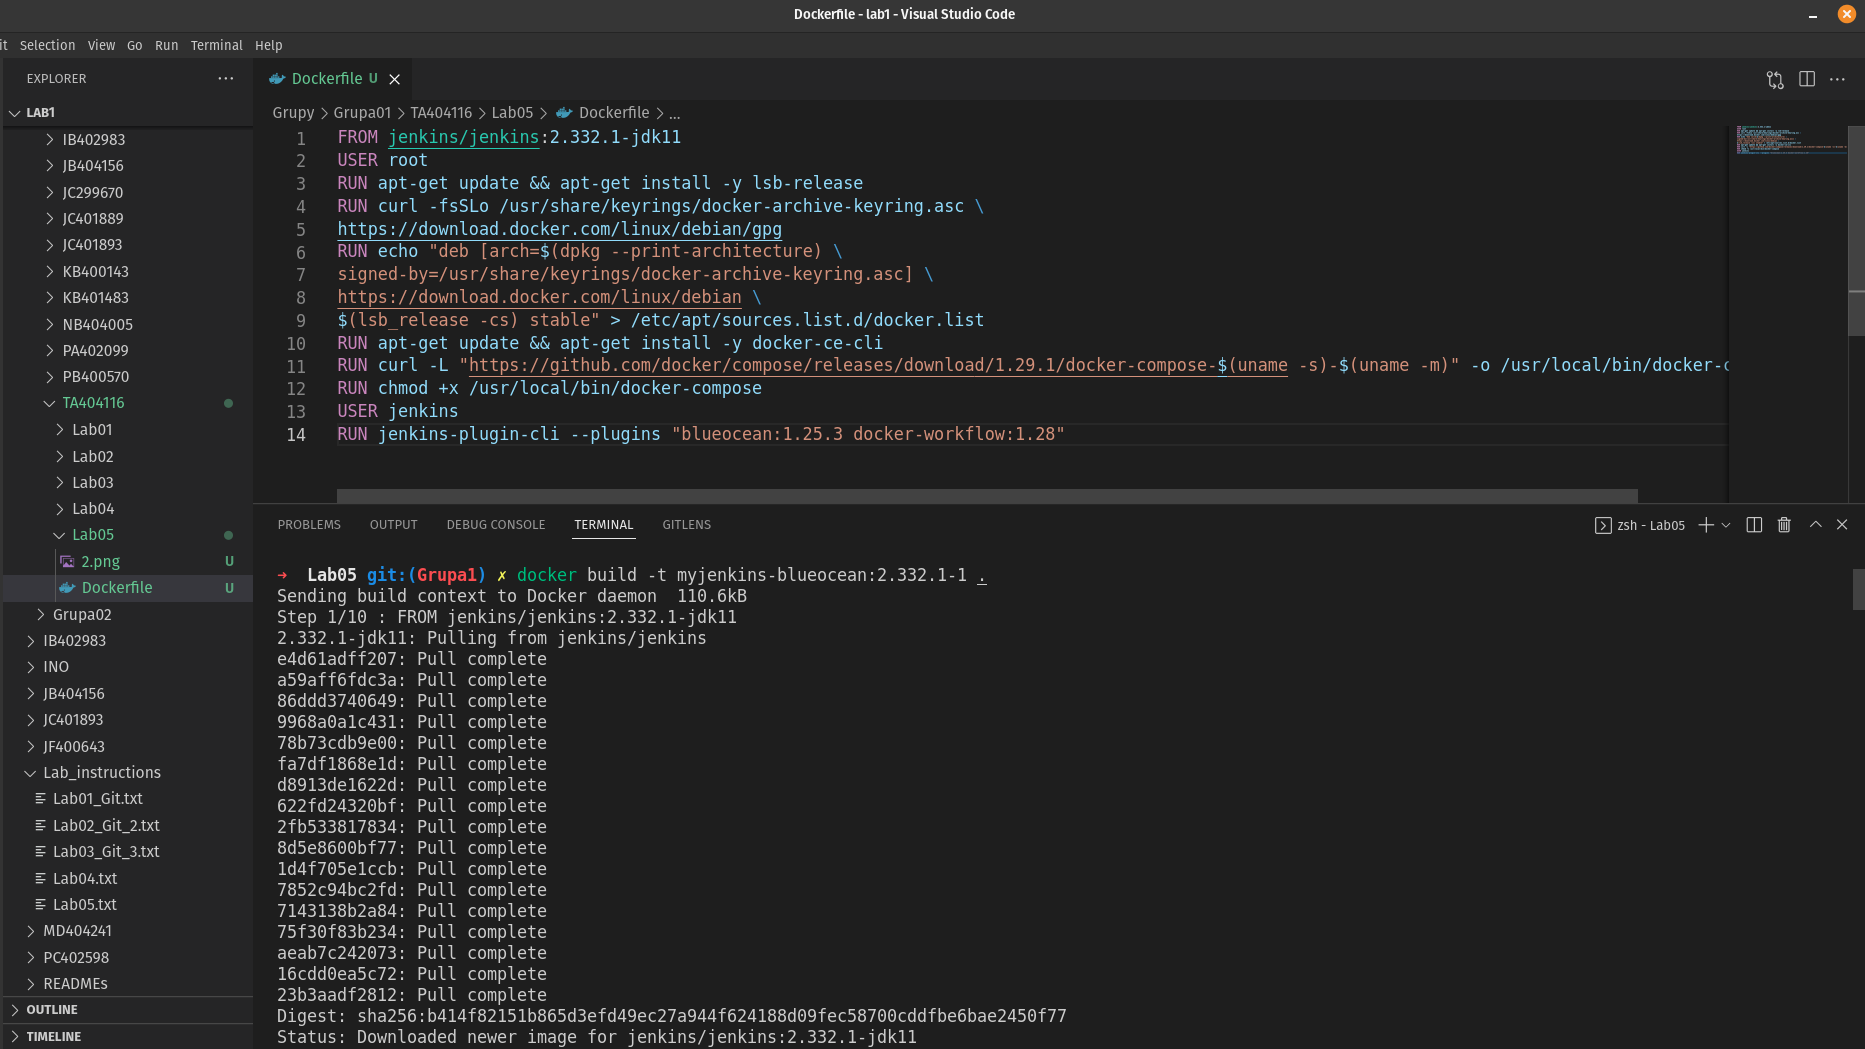 Dockerfile - lab1 - Visual Studio Code
it Selection View Go Run Terminal Help
EXPLORER
LAB1
IB402983
JB404156
JC299670
JC401889
JC401893
KB400143
KB401483
NB404005
PA402099
PB400570
TA404116
Lab01
Lab02
Lab03
Lab04
Lab05
2.png U
Dockerfile U
Grupa02
IB402983
INO
JB404156
JC401893
JF400643
Lab_instructions
Lab01_Git.txt
Lab02_Git_2.txt
Lab03_Git_3.txt
Lab04.txt
Lab05.txt
MD404241
PC402598
READMEs
OUTLINE
TIMELINE
Dockerfile U
Grupy > Grupa01 > TA404116 > Lab05 > Dockerfile > ...
1 FROM jenkins/jenkins:2.332.1-jdk11
2 USER root
3 RUN apt-get update && apt-get install -y lsb-release
4 RUN curl -fsSLo /usr/share/keyrings/docker-archive-keyring.asc \
5 https://download.docker.com/linux/debian/gpg
6 RUN echo "deb [arch=$(dpkg --print-architecture) \
7 signed-by=/usr/share/keyrings/docker-archive-keyring.asc] \
8 https://download.docker.com/linux/debian \
9 $(lsb_release -cs) stable" > /etc/apt/sources.list.d/docker.list
10 RUN apt-get update && apt-get install -y docker-ce-cli
11 RUN curl -L "https://github.com/docker/compose/releases/download/1.29.1/docker-compose-$(uname -s)-$(uname -m)" -o /usr/local/bin/docker-c
12 RUN chmod +x /usr/local/bin/docker-compose
13 USER jenkins
14 RUN jenkins-plugin-cli --plugins "blueocean:1.25.3 docker-workflow:1.28"
PROBLEMS OUTPUT DEBUG CONSOLE TERMINAL GITLENS
zsh - Lab05
➜ Lab05 git:(Grupa1) ✗ docker build -t myjenkins-blueocean:2.332.1-1 .
Sending build context to Docker daemon 110.6kB
Step 1/10 : FROM jenkins/jenkins:2.332.1-jdk11
2.332.1-jdk11: Pulling from jenkins/jenkins
e4d61adff207: Pull complete
a59aff6fdc3a: Pull complete
86ddd3740649: Pull complete
9968a0a1c431: Pull complete
78b73cdb9e00: Pull complete
fa7df1868e1d: Pull complete
d8913de1622d: Pull complete
622fd24320bf: Pull complete
2fb533817834: Pull complete
8d5e8600bf77: Pull complete
1d4f705e1ccb: Pull complete
7852c94bc2fd: Pull complete
7143138b2a84: Pull complete
75f30f83b234: Pull complete
aeab7c242073: Pull complete
16cdd0ea5c72: Pull complete
23b3aadf2812: Pull complete
Digest: sha256:b414f82151b865d3efd49ec27a944f624188d09fec58700cddfbe6bae2450f77
Status: Downloaded newer image for jenkins/jenkins:2.332.1-jdk11